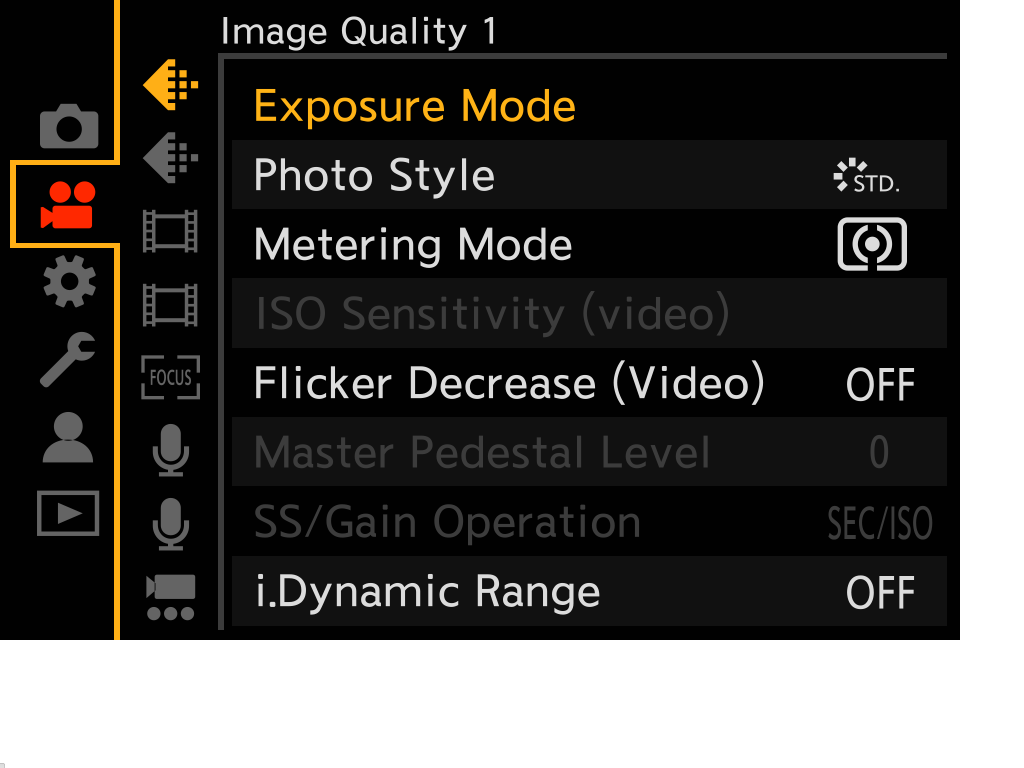 Image Quality 1
Exposure Mode
Photo Style STD.
Metering Mode
ISO Sensitivity (video)
FOCUS
Flicker Decrease (Video) OFF
Master Pedestal Level 0
SS/Gain Operation SEC/ISO
i.Dynamic Range OFF